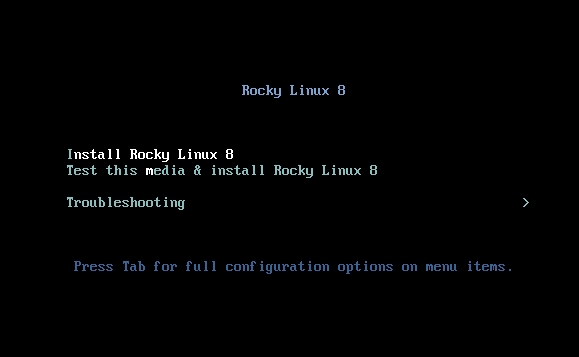 Rocky Linux 8
Install Rocky Linux 8
Test this media & install Rocky Linux 8
Troubleshooting >
Press Tab for full configuration options on menu items.